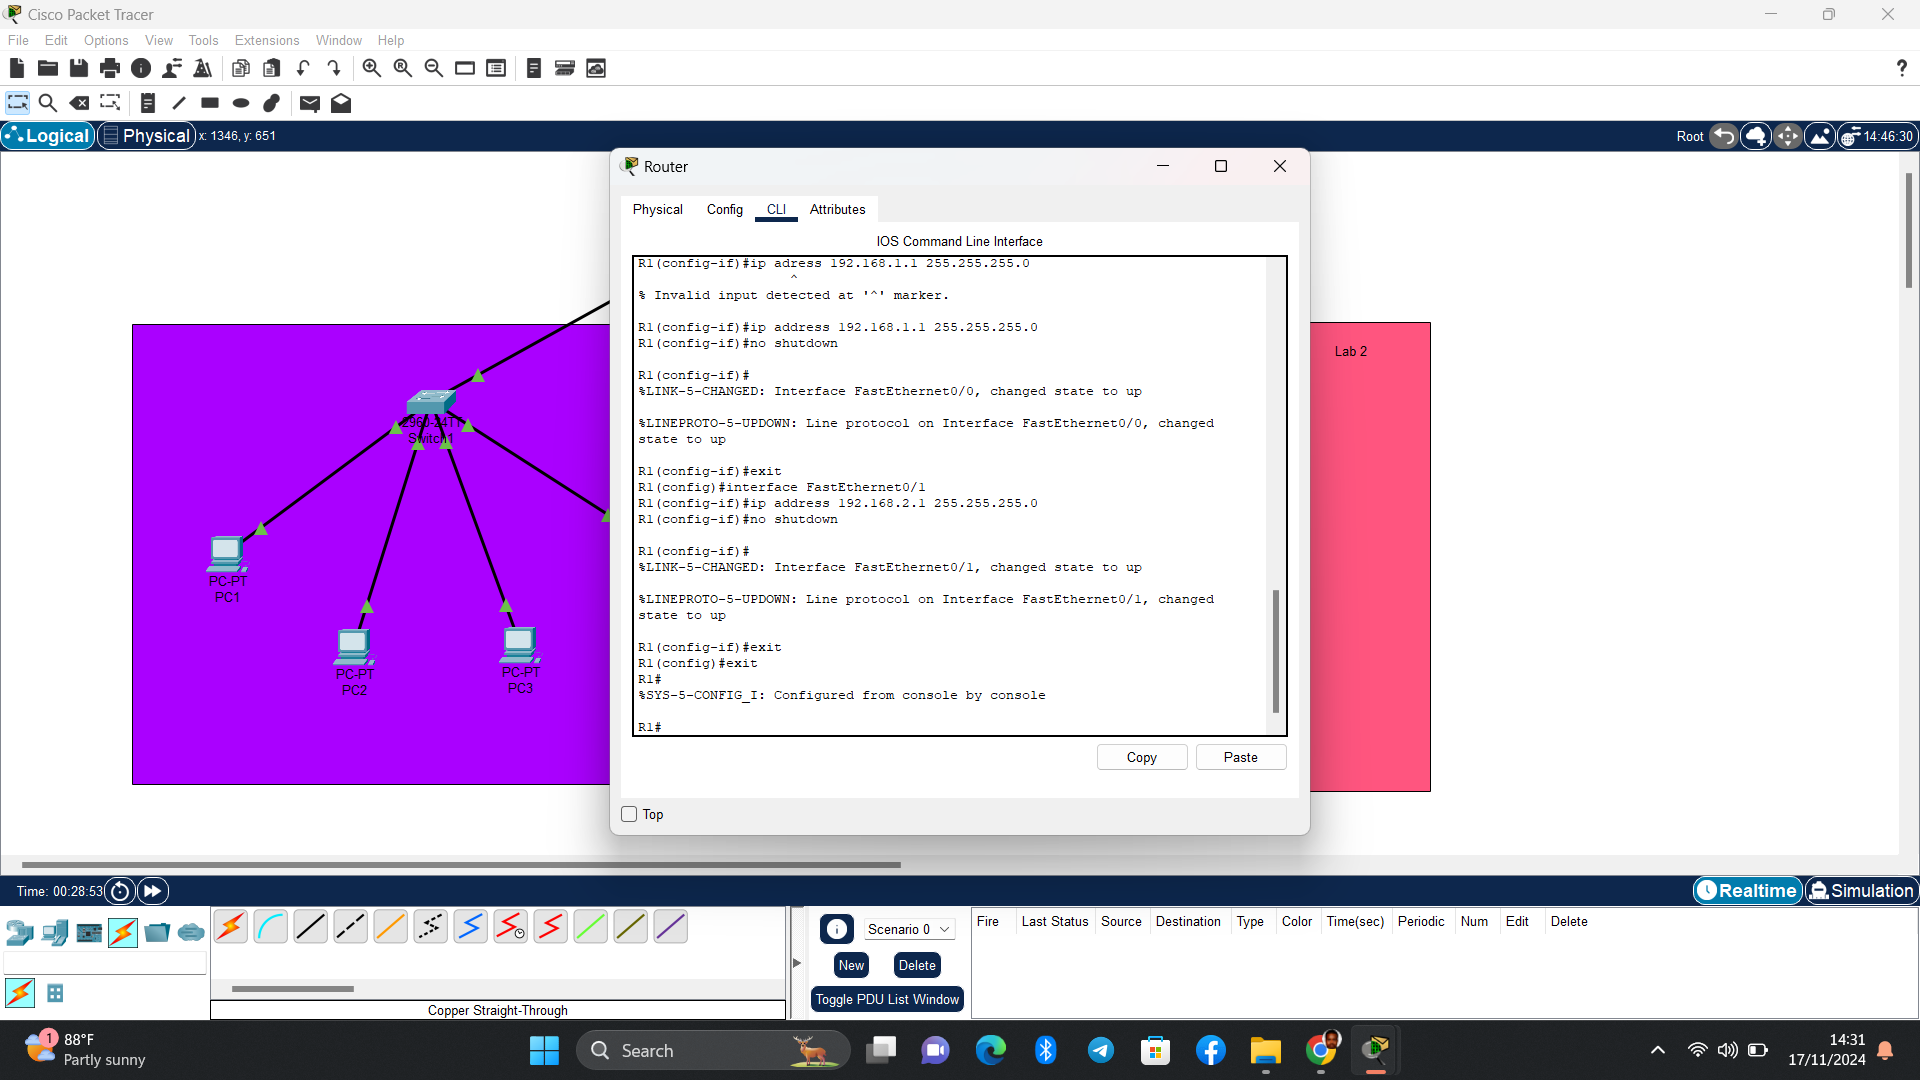 Cisco Packet Tracer
File Edit Options View Tools Extensions Window Help
?
Logical Physical x: 1346, y: 651 Root 14:46:30
Router
Physical Config CLI Attributes
IOS Command Line Interface
R1(config-if)#ip adress 192.168.1.1 255.255.255.0
^
% Invalid input detected at '^' marker.
R1(config-if)#ip address 192.168.1.1 255.255.255.0
R1(config-if)#no shutdown
R1(config-if)#
%LINK-5-CHANGED: Interface FastEthernet0/0, changed state to up
%LINEPROTO-5-UPDOWN: Line protocol on Interface FastEthernet0/0, changed
state to up
R1(config-if)#exit
R1(config)#interface FastEthernet0/1
R1(config-if)#ip address 192.168.2.1 255.255.255.0
R1(config-if)#no shutdown
R1(config-if)#
%LINK-5-CHANGED: Interface FastEthernet0/1, changed state to up
%LINEPROTO-5-UPDOWN: Line protocol on Interface FastEthernet0/1, changed
state to up
R1(config-if)#exit
R1(config)#exit
R1#
%SYS-5-CONFIG_I: Configured from console by console
R1#
Copy Paste
Top
2960-24TT
Switch1
PC-PT
PC1
PC-PT
PC2
PC-PT
PC3
Lab 2
Time: 00:28:53 Realtime Simulation
Copper Straight-Through
Scenario 0
New Delete
Toggle PDU List Window
Fire Last Status Source Destination Type Color Time(sec) Periodic Num Edit Delete
1
88°F
Partly sunny
Search
14:31
17/11/2024